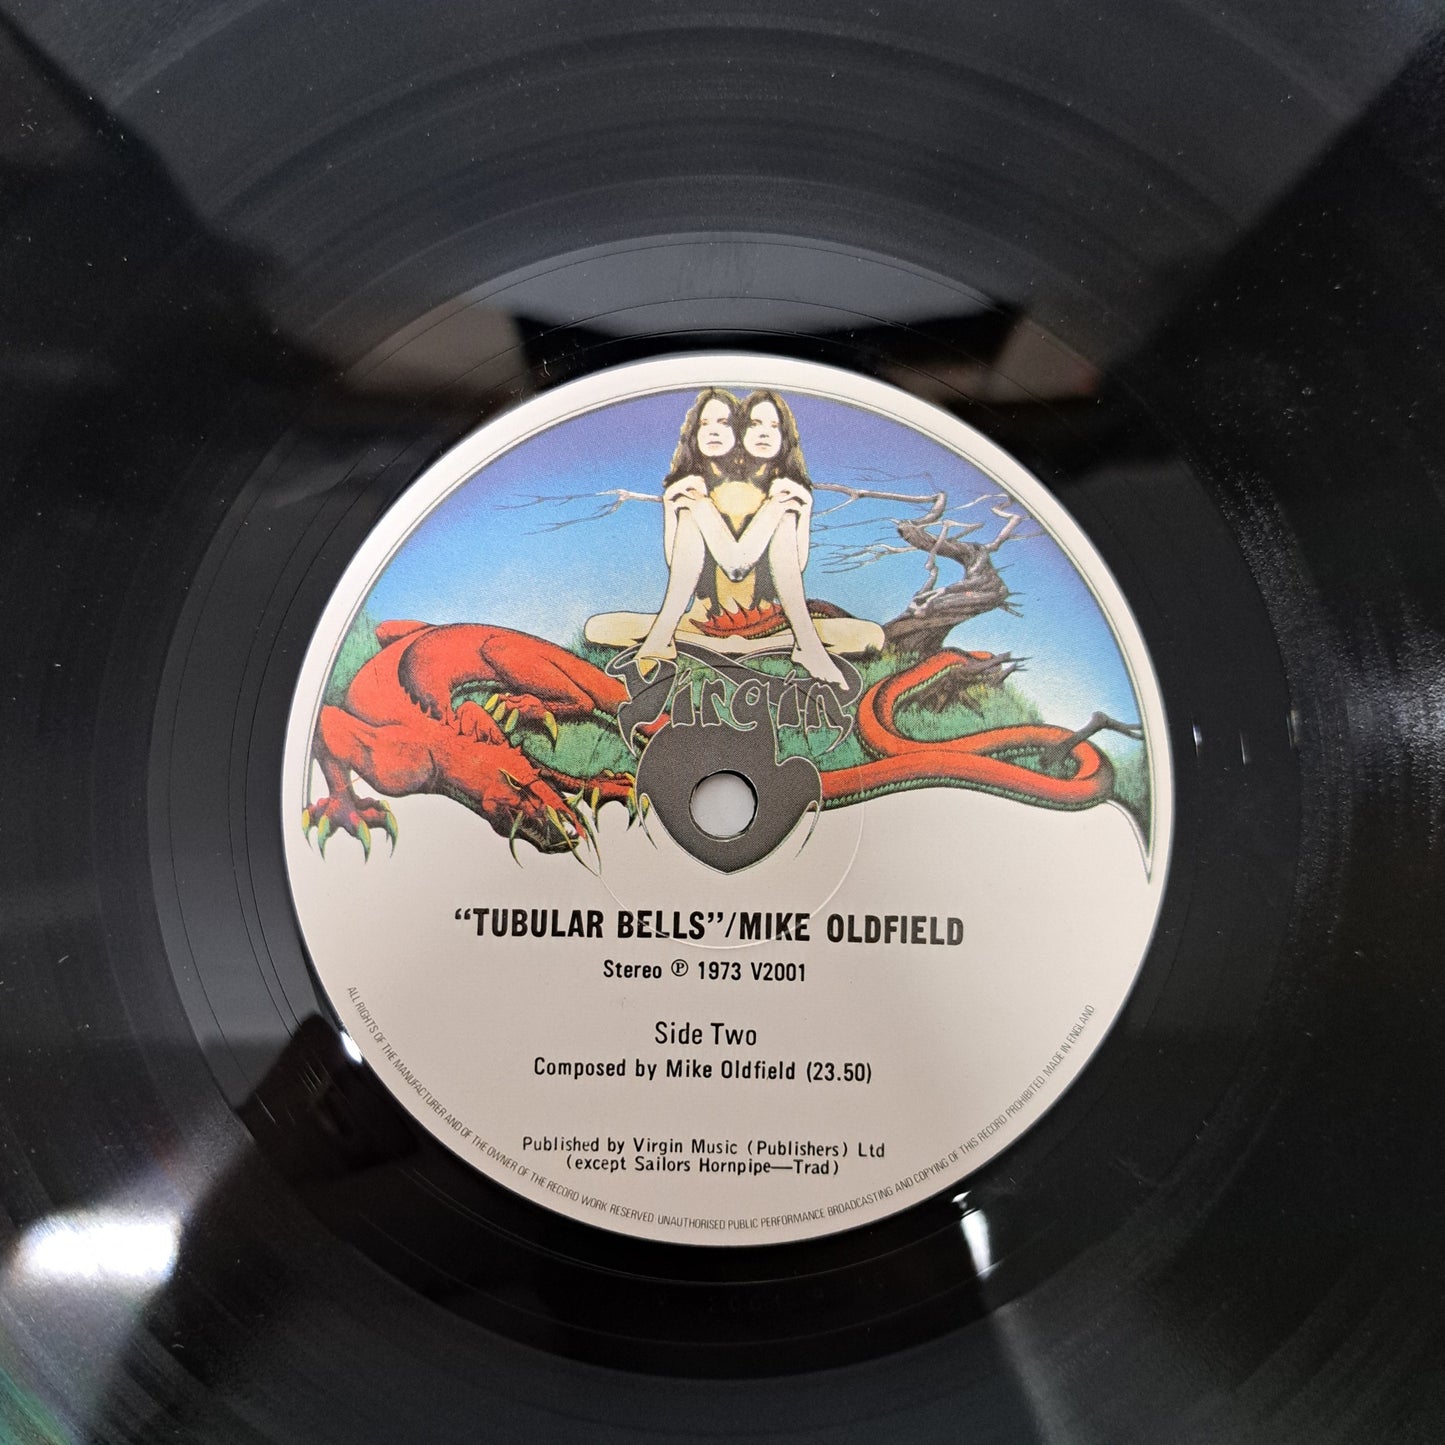 Virgin
“TUBULAR BELLS”/MIKE OLDFIELD
Stereo ℗ 1973 V2001
Side Two
Composed by Mike Oldfield (23.50)
Published by Virgin Music (Publishers) Ltd
(except Sailors Hornpipe—Trad)
ALL RIGHTS OF THE MANUFACTURER AND OF THE OWNER OF THE RECORD WORK RESERVED UNAUTHORISED PUBLIC PERFORMANCE BROADCASTING AND COPYING OF THIS RECORD PROHIBITED MADE IN ENGLAND